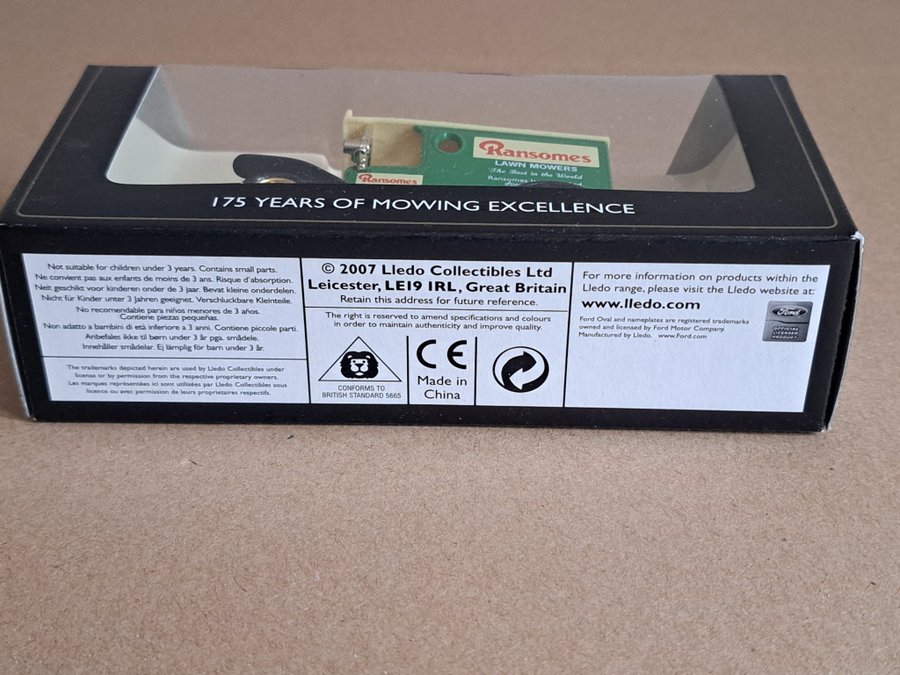 Ransomes
LAWN MOWERS
The Best in the World
Ransomes
Ransomes
175 YEARS OF MOWING EXCELLENCE
Not suitable for children under 3 years. Contains small parts.
Ne convient pas aux enfants de moins de 3 ans. Risque d'absorption.
Neit geschikt voor kinderen onder de 3 jaar. Bevat kleine onderdelen.
Nicht für Kinder unter 3 Jahren geeignet. Verschluckbare Kleinteile.
No recomendable para niños menores de 3 años.
Contiene piezas pequeñas.
Non adatto a bambini di età inferiore a 3 anni. Contiene piccole parti.
Anbefales ikke til børn under 3 år pga. smådele.
Innehåller smådelar. Ej lämplig för barn under 3 år.
The trademarks depicted herein are used by Lledo Collectibles under
license or by permission from the respective proprietary owners.
Les marques représentées ici sont utilisées par Lledo Collectibles sous
licence ou avec permission de leurs proprietaires respectifs.
© 2007 Lledo Collectibles Ltd
Leicester, LE19 1RL, Great Britain
Retain this address for future reference.
The right is reserved to amend specifications and colours
in order to maintain authenticity and improve quality.
CONFORMS TO
BRITISH STANDARD 5665
CE
Made in
China
For more information on products within the
Lledo range, please visit the Lledo website at:
www.lledo.com
Ford Oval and nameplates are registered trademarks
owned and licensed by Ford Motor Company.
Manufactured by Lledo. www.Ford.com
Ford
OFFICIAL
LICENSED
PRODUCT